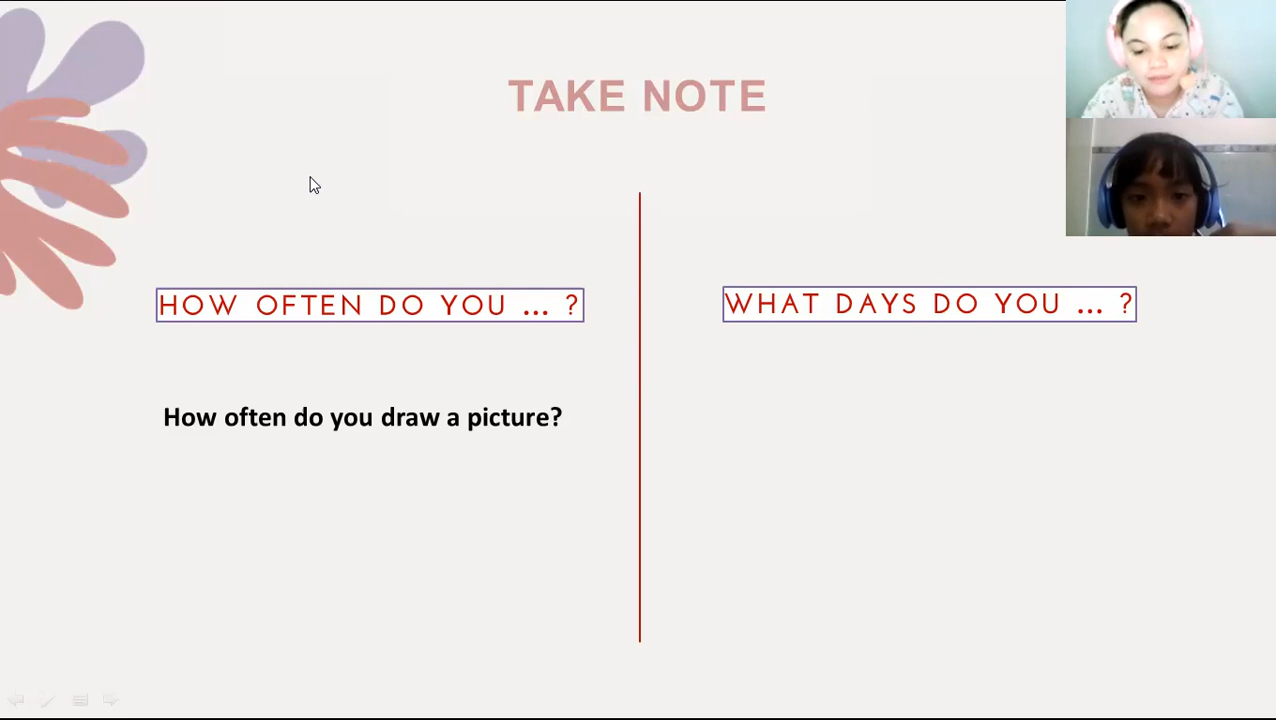 TAKE NOTE
HOW OFTEN DO YOU ... ?
WHAT DAYS DO YOU ... ?
How often do you draw a picture?